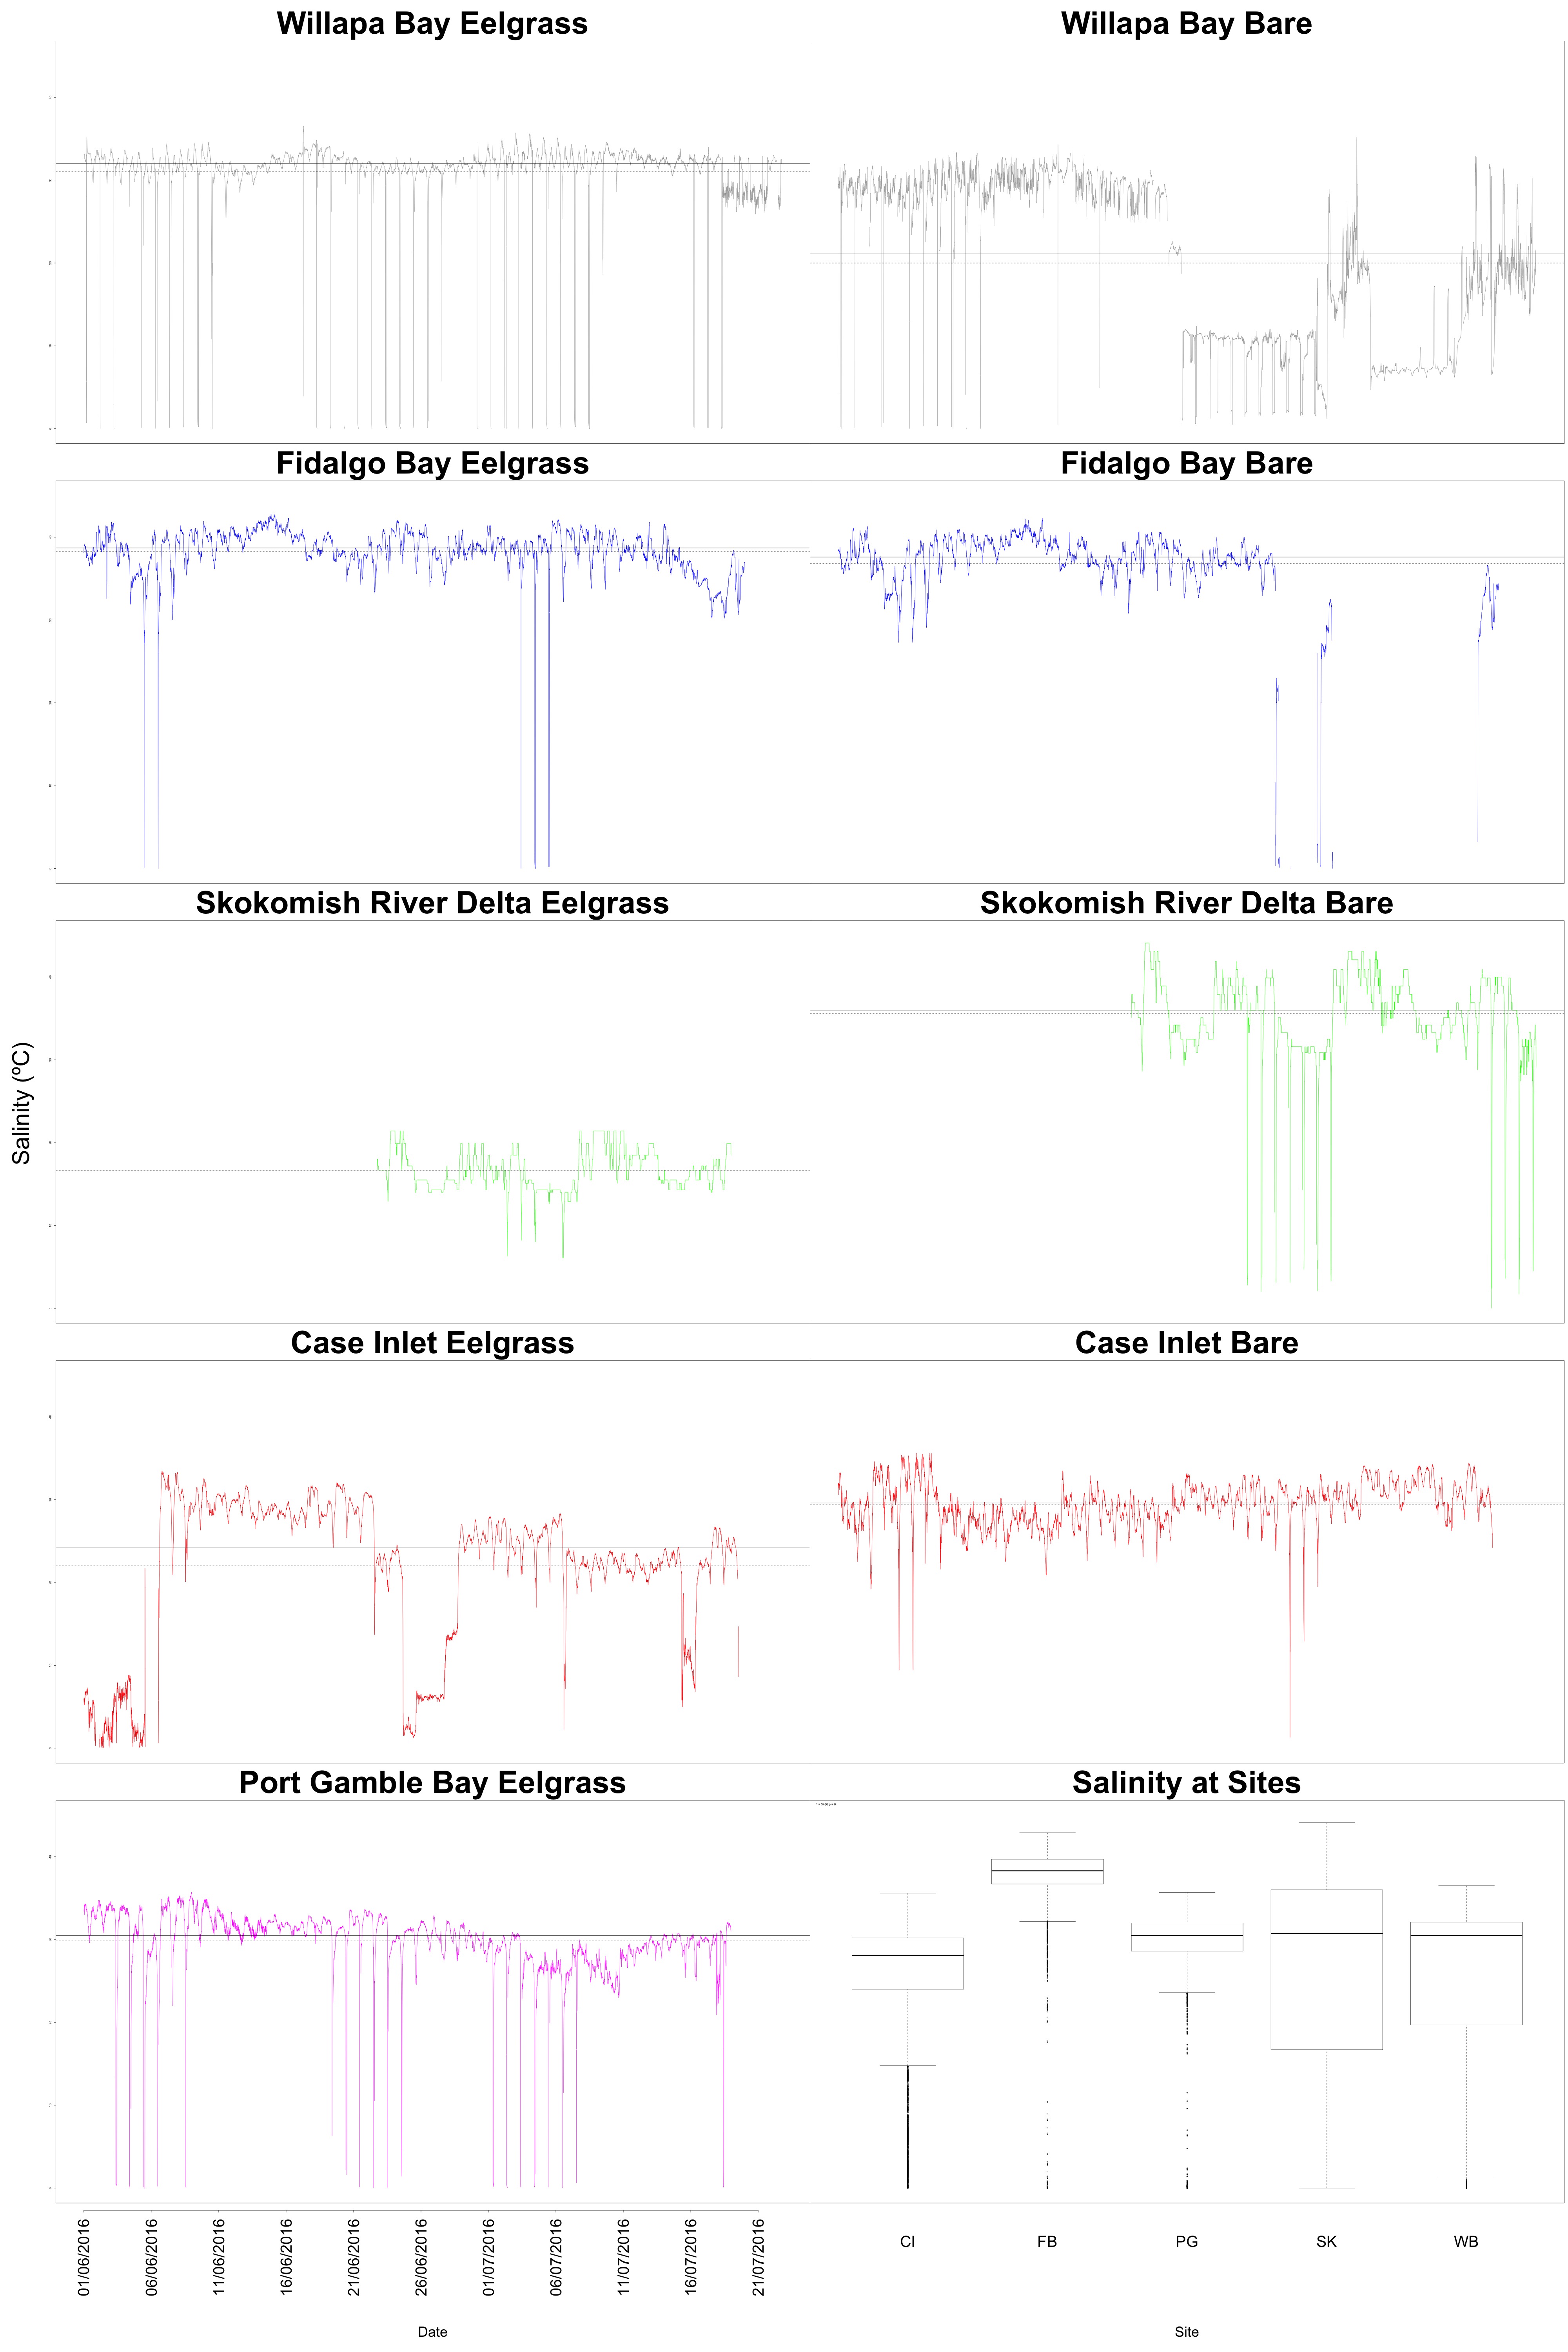 Willapa Bay Eelgrass
Willapa Bay Bare
Fidalgo Bay Eelgrass
Fidalgo Bay Bare
Skokomish River Delta Eelgrass
Skokomish River Delta Bare
Salinity (ºC)
Case Inlet Eelgrass
Case Inlet Bare
Port Gamble Bay Eelgrass
Salinity at Sites
01/06/2016
06/06/2016
11/06/2016
16/06/2016
21/06/2016
26/06/2016
01/07/2016
06/07/2016
11/07/2016
16/07/2016
21/07/2016
CI
FB
PG
SK
WB
Date
Site